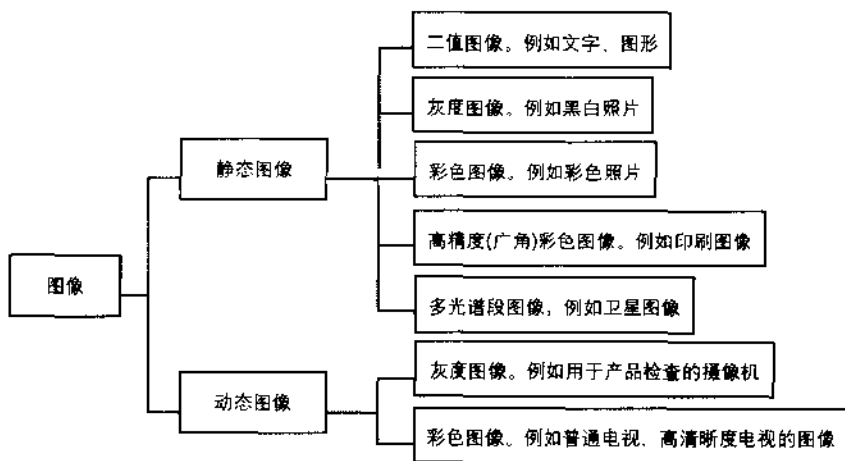 二值图像。例如文字、图形
灰度图像。例如黑白照片
静态图像
彩色图像。例如彩色照片
高精度(广角)彩色图像。例如印刷图像
图像
多光谱段图像，例如卫星图像
灰度图像。例如用于产品检查的摄像机
动态图像
彩色图像。例如普通电视、高清晰度电视的图像